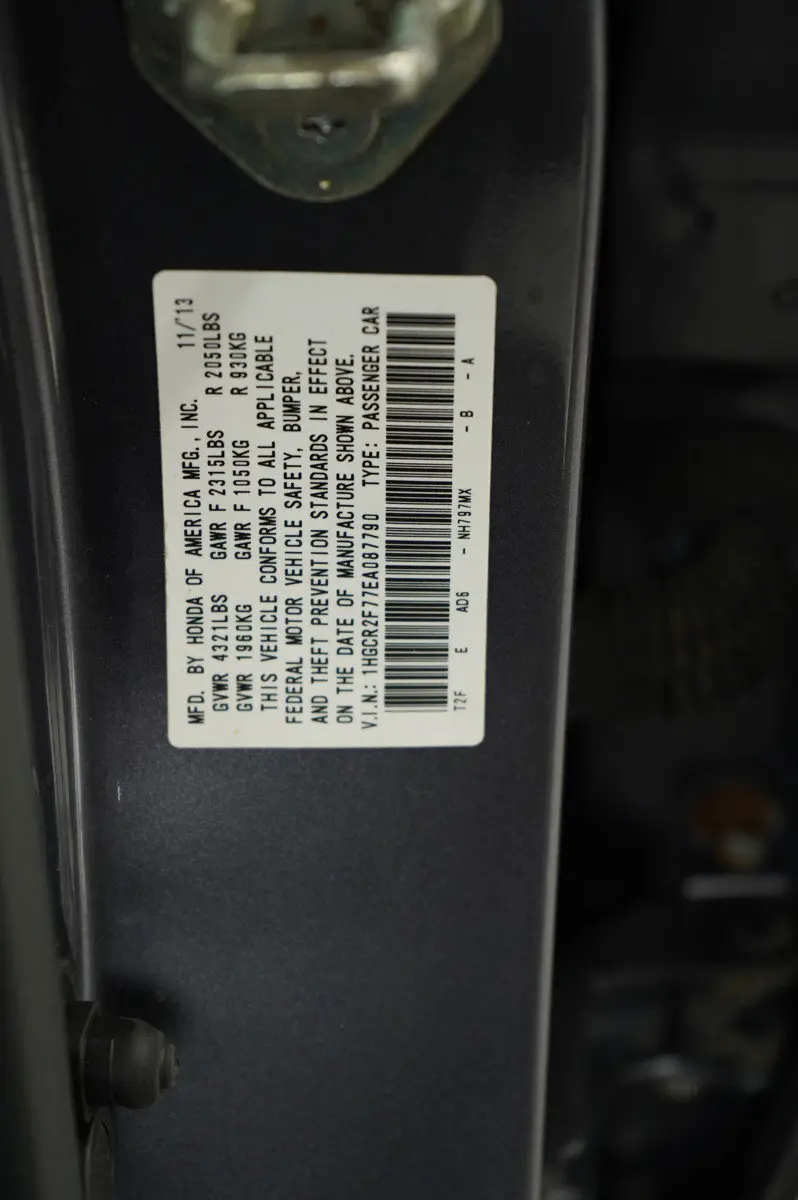 MFD. BY HONDA OF AMERICA MFG., INC. 11/'13
GVWR 4321LBS GAWR F 2315LBS R 2050LBS
GVWR 1960KG GAWR F 1050KG R 930KG
THIS VEHICLE CONFORMS TO ALL APPLICABLE
FEDERAL MOTOR VEHICLE SAFETY, BUMPER,
AND THEFT PREVENTION STANDARDS IN EFFECT
ON THE DATE OF MANUFACTURE SHOWN ABOVE.
V.I.N.: 1HGCR2F77EA087790 TYPE: PASSENGER CAR
T2F E AD6 - NH797MX - B - A